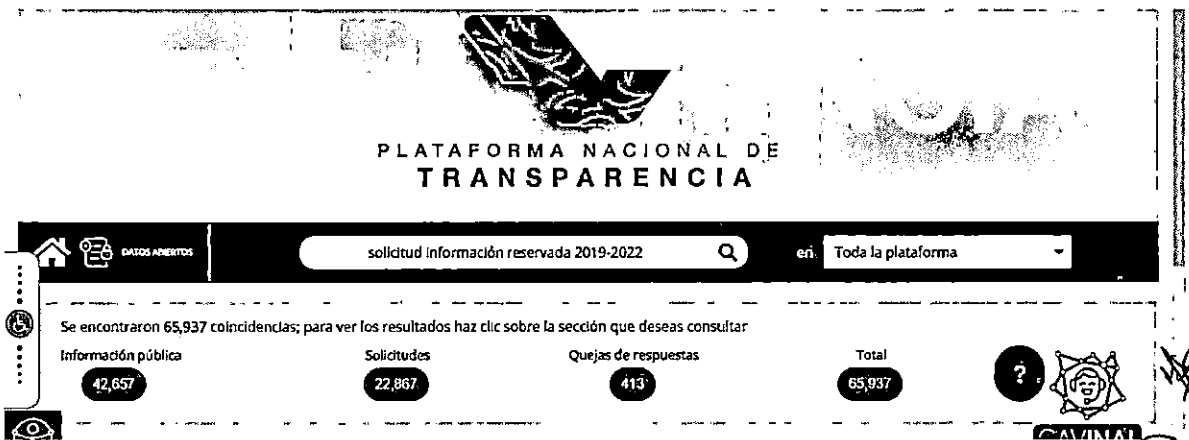 PLATAFORMA NACIONAL DE
TRANSPARENCIA
DATOS ABIERTOS
solicitud información reservada 2019-2022
en
Toda la plataforma
Se encontraron 65,937 coincidencias; para ver los resultados haz clic sobre la sección que deseas consultar
Información pública Solicitudes Quejas de respuestas Total
42,657 22,867 413 65,937
?
CAVINAI